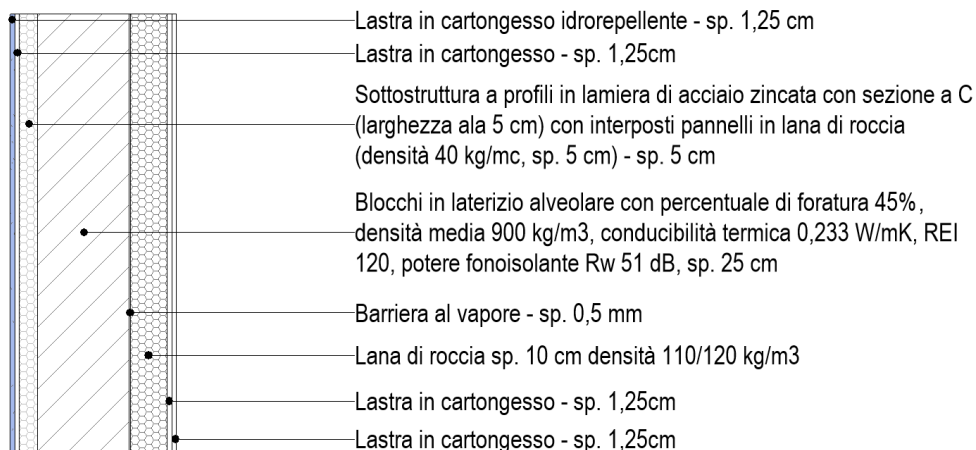 Lastra in cartongesso idrorepellente - sp. 1,25 cm
Lastra in cartongesso - sp. 1,25cm
Sottostruttura a profili in lamiera di acciaio zincata con sezione a C
(larghezza ala 5 cm) con interposti pannelli in lana di roccia
(densità 40 kg/mc, sp. 5 cm) - sp. 5 cm
Blocchi in laterizio alveolare con percentuale di foratura 45%,
densità media 900 kg/m3, conducibilità termica 0,233 W/mK, REI
120, potere fonoisolante Rw 51 dB, sp. 25 cm
Barriera al vapore - sp. 0,5 mm
Lana di roccia sp. 10 cm densità 110/120 kg/m3
Lastra in cartongesso - sp. 1,25cm
Lastra in cartongesso - sp. 1,25cm